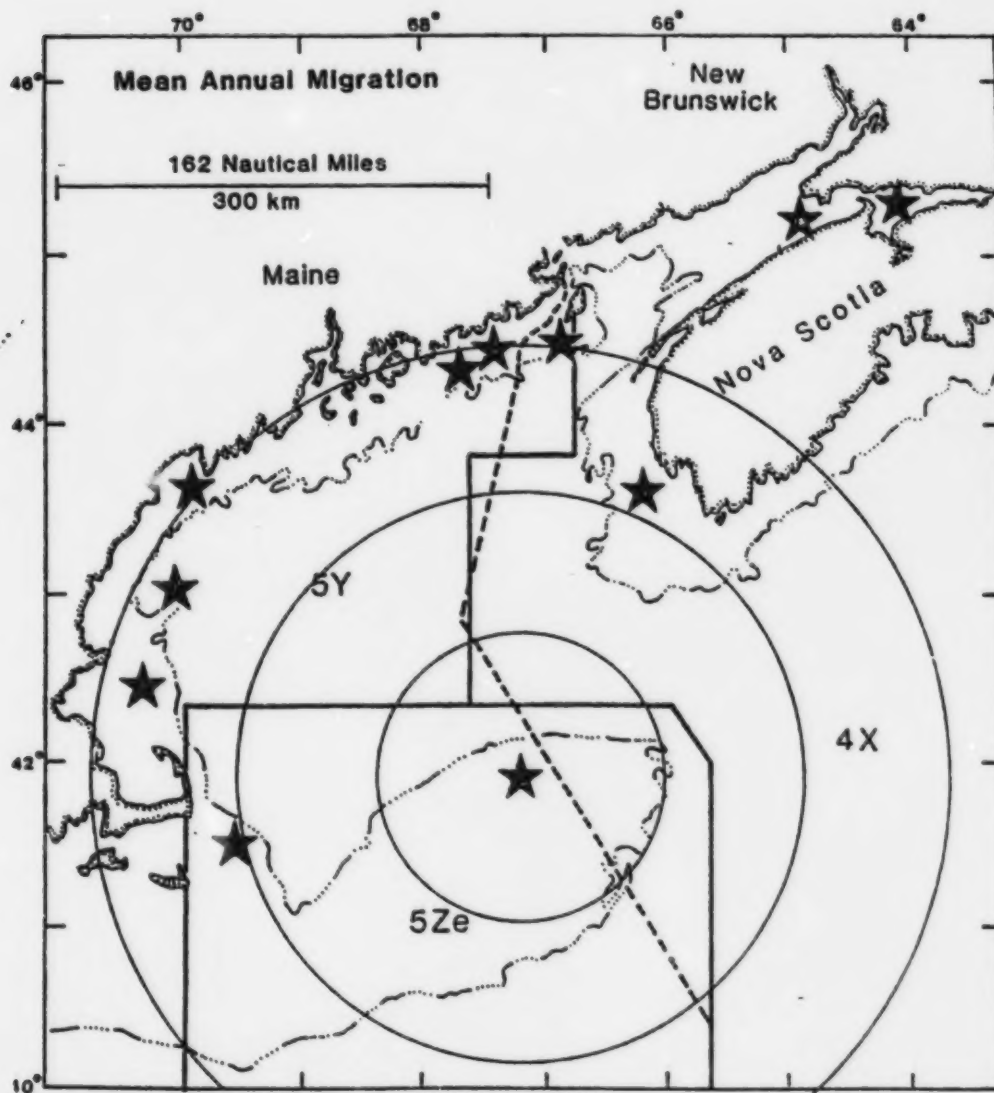 70° 68° 66° 64°
46°
Mean Annual Migration
New
Brunswick
162 Nautical Miles
300 km
Maine
Nova Scotia
44°
5Y
4X
42°
5Ze
10°